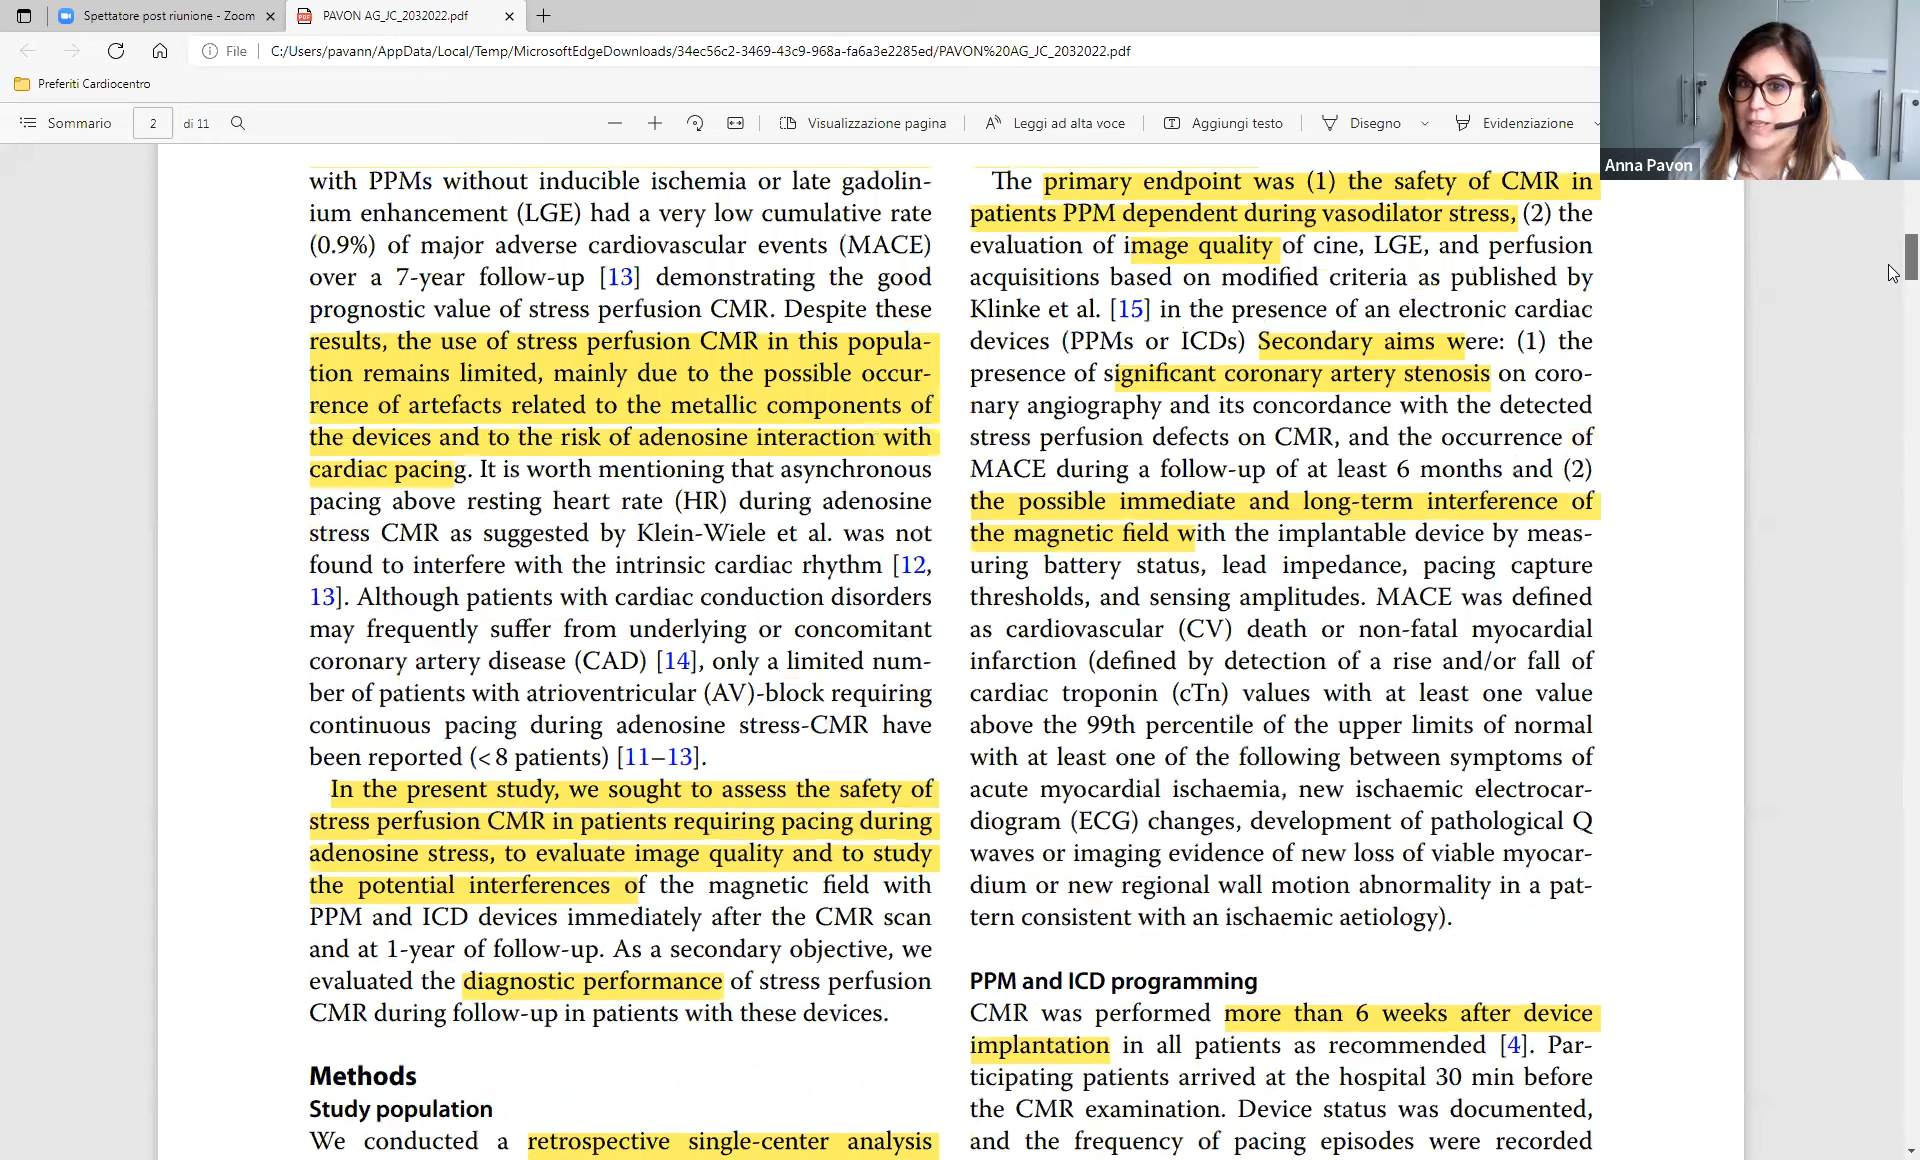 Spettatore post riunione - Zoom
PAVON AG_JC_2032022.pdf
File
C:/Users/pavann/AppData/Local/Temp/MicrosoftEdgeDownloads/34ec56c2-3469-43c9-968a-fa6a3e2285ed/PAVON%20AG_JC_2032022.pdf
Preferiti Cardiocentro
Sommario
2
di 11
Visualizzazione pagina
Leggi ad alta voce
Aggiungi testo
Disegno
Evidenziazione
Anna Pavon
with PPMs without inducible ischemia or late gadolin-
ium enhancement (LGE) had a very low cumulative rate
(0.9%) of major adverse cardiovascular events (MACE)
over a 7-year follow-up [13] demonstrating the good
prognostic value of stress perfusion CMR. Despite these
results, the use of stress perfusion CMR in this popula-
tion remains limited, mainly due to the possible occur-
rence of artefacts related to the metallic components of
the devices and to the risk of adenosine interaction with
cardiac pacing. It is worth mentioning that asynchronous
pacing above resting heart rate (HR) during adenosine
stress CMR as suggested by Klein-Wiele et al. was not
found to interfere with the intrinsic cardiac rhythm [12,
13]. Although patients with cardiac conduction disorders
may frequently suffer from underlying or concomitant
coronary artery disease (CAD) [14], only a limited num-
ber of patients with atrioventricular (AV)-block requiring
continuous pacing during adenosine stress-CMR have
been reported (< 8 patients) [11–13].
In the present study, we sought to assess the safety of
stress perfusion CMR in patients requiring pacing during
adenosine stress, to evaluate image quality and to study
the potential interferences of the magnetic field with
PPM and ICD devices immediately after the CMR scan
and at 1-year of follow-up. As a secondary objective, we
evaluated the diagnostic performance of stress perfusion
CMR during follow-up in patients with these devices.
Methods
Study population
We conducted a retrospective single-center analysis
The primary endpoint was (1) the safety of CMR in
patients PPM dependent during vasodilator stress, (2) the
evaluation of image quality of cine, LGE, and perfusion
acquisitions based on modified criteria as published by
Klinke et al. [15] in the presence of an electronic cardiac
devices (PPMs or ICDs) Secondary aims were: (1) the
presence of significant coronary artery stenosis on coro-
nary angiography and its concordance with the detected
stress perfusion defects on CMR, and the occurrence of
MACE during a follow-up of at least 6 months and (2)
the possible immediate and long-term interference of
the magnetic field with the implantable device by meas-
uring battery status, lead impedance, pacing capture
thresholds, and sensing amplitudes. MACE was defined
as cardiovascular (CV) death or non-fatal myocardial
infarction (defined by detection of a rise and/or fall of
cardiac troponin (cTn) values with at least one value
above the 99th percentile of the upper limits of normal
with at least one of the following between symptoms of
acute myocardial ischaemia, new ischaemic electrocar-
diogram (ECG) changes, development of pathological Q
waves or imaging evidence of new loss of viable myocar-
dium or new regional wall motion abnormality in a pat-
tern consistent with an ischaemic aetiology).
PPM and ICD programming
CMR was performed more than 6 weeks after device
implantation in all patients as recommended [4]. Par-
ticipating patients arrived at the hospital 30 min before
the CMR examination. Device status was documented,
and the frequency of pacing episodes were recorded